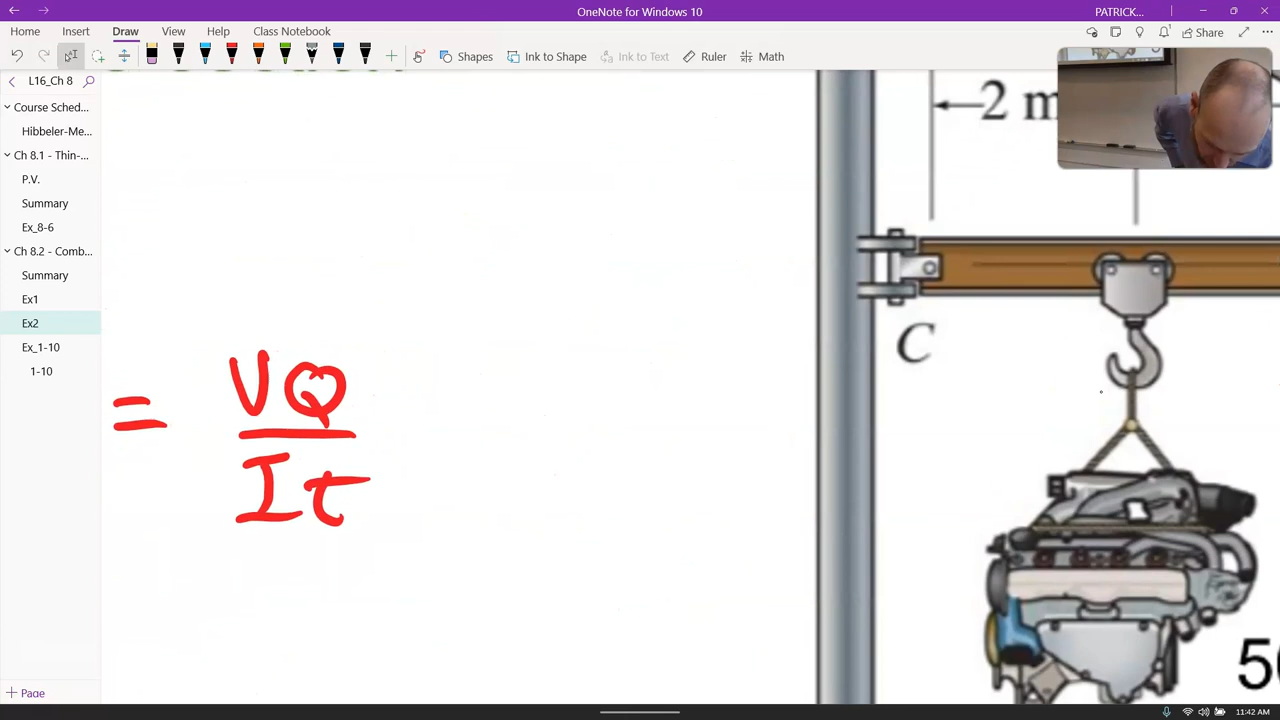 OneNote for Windows 10
PATRICK...
Home Insert Draw View Help Class Notebook
Share
Shapes Ink to Shape Ink to Text Ruler Math
L16_Ch 8
Course Sched...
Hibbeler-Me...
Ch 8.1 - Thin-...
P.V.
Summary
Ex_8-6
Ch 8.2 - Comb...
Summary
Ex1
Ex2
Ex_1-10
1-10
Page
2 m
C
= VQ
It
50
11:42 AM